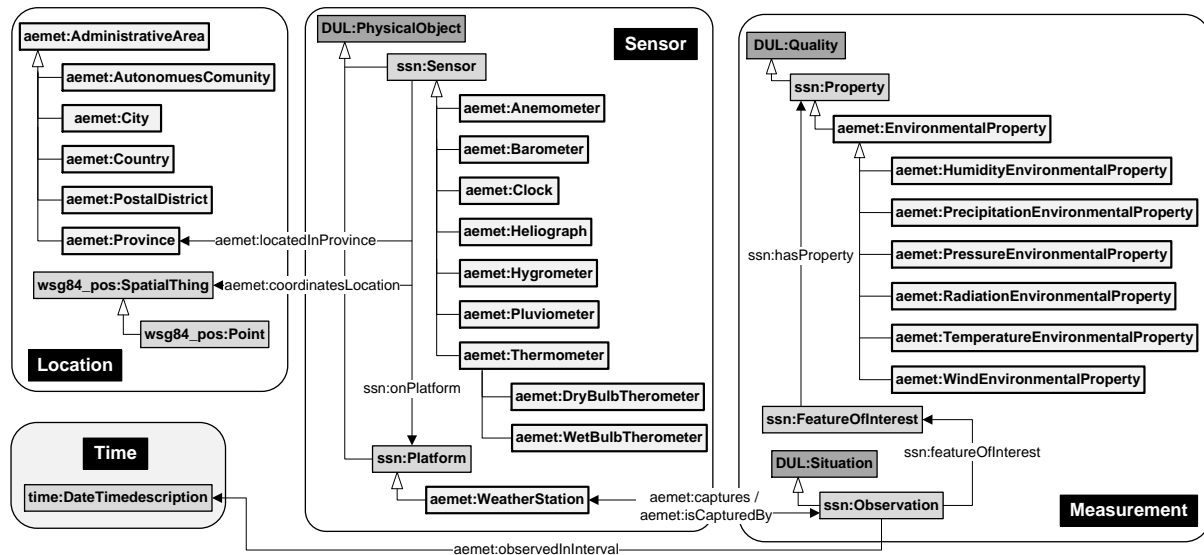 aemet:AdministrativeArea
aemet:AutonomuesComunity
aemet:City
aemet:Country
aemet:PostalDistrict
aemet:Province
wsg84_pos:SpatialThing
wsg84_pos:Point
Location
Time
time:DateTimedescription
DUL:PhysicalObject
Sensor
ssn:Sensor
aemet:Anemometer
aemet:Barometer
aemet:Clock
aemet:Heliograph
aemet:Hygrometer
aemet:Pluviometer
aemet:Thermometer
aemet:DryBulbTherometer
aemet:WetBulbTherometer
aemet:locatedInProvince
aemet:coordinatesLocation
ssn:onPlatform
ssn:Platform
aemet:WeatherStation
aemet:captures /
aemet:isCapturedBy
aemet:observedInInterval
DUL:Quality
ssn:Property
aemet:EnvironmentalProperty
aemet:HumidityEnvironmentalProperty
aemet:PrecipitationEnvironmentalProperty
aemet:PressureEnvironmentalProperty
aemet:RadiationEnvironmentalProperty
aemet:TemperatureEnvironmentalProperty
aemet:WindEnvironmentalProperty
ssn:hasProperty
ssn:FeatureOfInterest
ssn:featureOfInterest
DUL:Situation
ssn:Observation
Measurement